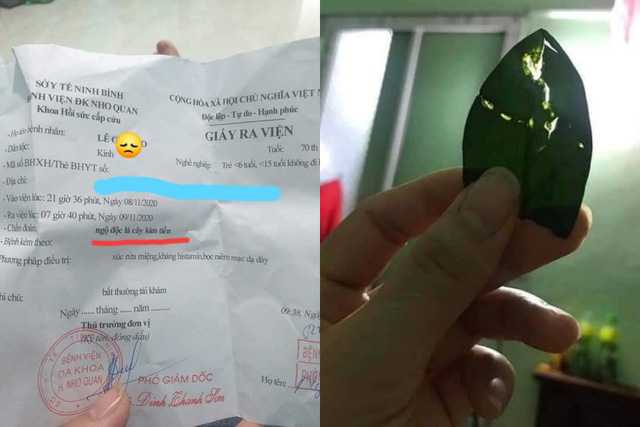 SỞ Y TẾ NINH BÌNH
NH VIỆN ĐK NHO QUAN
Khoa Hồi sức cấp cứu
CỘNG HÒA XÃ HỘI CHỦ NGHĨA VIỆT N
Độc lập - Tự do - Hạnh phúc
GIẤY RA VIỆN
- Họ tên bệnh nhân: LÊ
Tuổi: 70 th
- Dân tộc: Kinh
Nghề nghiệp: Trẻ <6 tuổi, <15 tuổi không đi
- Mã số BHXH/Thẻ BHYT số:
- Địa chỉ:
- Vào viện lúc: 21 giờ 36 phút, Ngày 08/11/2020
- Ra viện lúc: 07 giờ 40 phút, Ngày 09/11/2020
- Chẩn đoán: ngộ độc lá cây kim tiền
- Bệnh kèm theo:
Phương pháp điều trị: xúc rửa miệng,kháng histamin,bọc niêm mạc dạ dày
hi chú: bất thường tái khám
Ngày ...... tháng ..... năm ........
09:38, Ng
Thủ trưởng đơn vị
(Ký tên, đóng dấu)
BỆNH VIỆN
ĐA KHOA
H. NHO QUAN
PHÓ GIÁM ĐỐC
Đinh Thanh Sơn
Họ tên:
BỆN